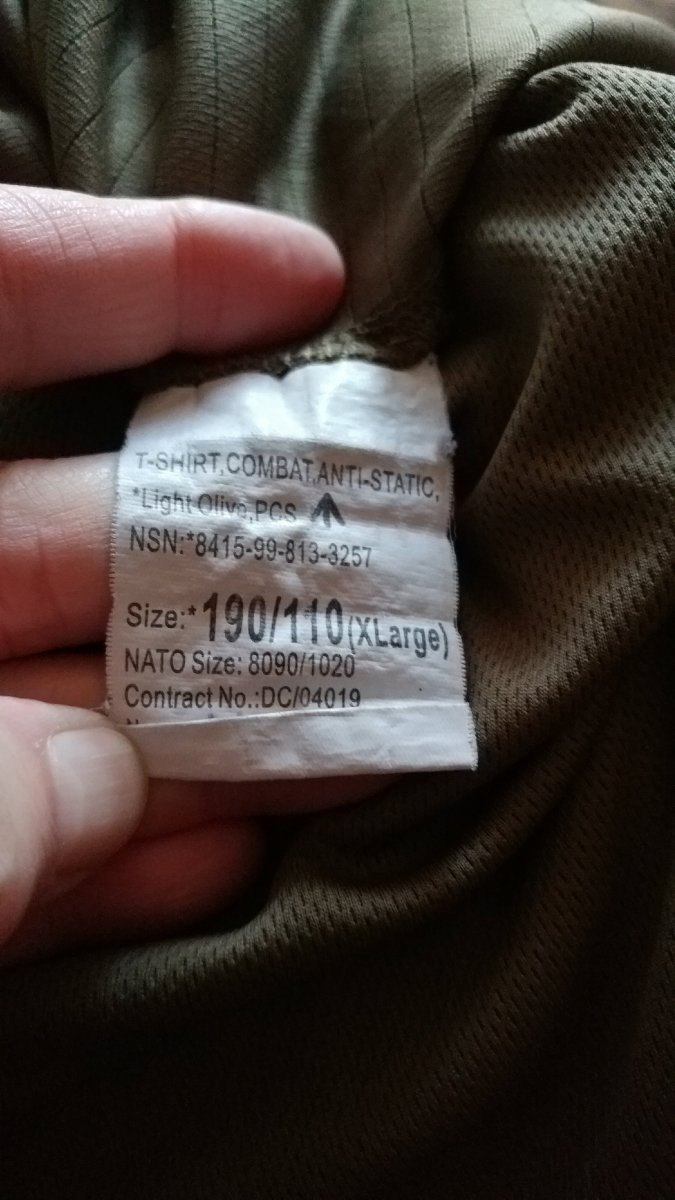 T-SHIRT,COMBAT,ANTI-STATIC,
*Light Olive,PCS
NSN:*8415-99-813-3257
Size:*190/110(XLarge)
NATO Size: 8090/1020
Contract No.:DC/04019